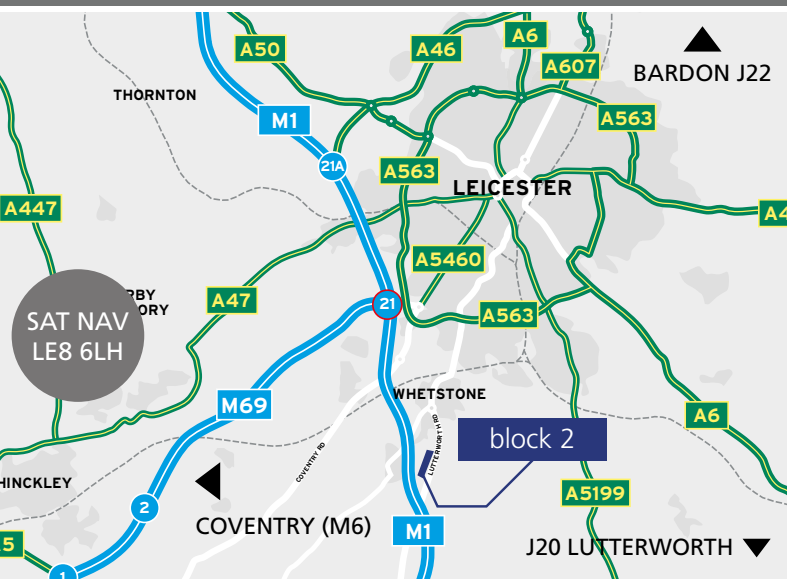 A50
A46
A6
A607
BARDON J22
THORNTON
M1
A563
21A
A563
LEICESTER
A447
A4
A5460
RBY
ORY
A47
21
SAT NAV
LE8 6LH
A563
M69
WHETSTONE
A6
LUTTERWORTH RD
block 2
COVENTRY RD
HINCKLEY
A5199
2
COVENTRY (M6)
M1
5
J20 LUTTERWORTH
1